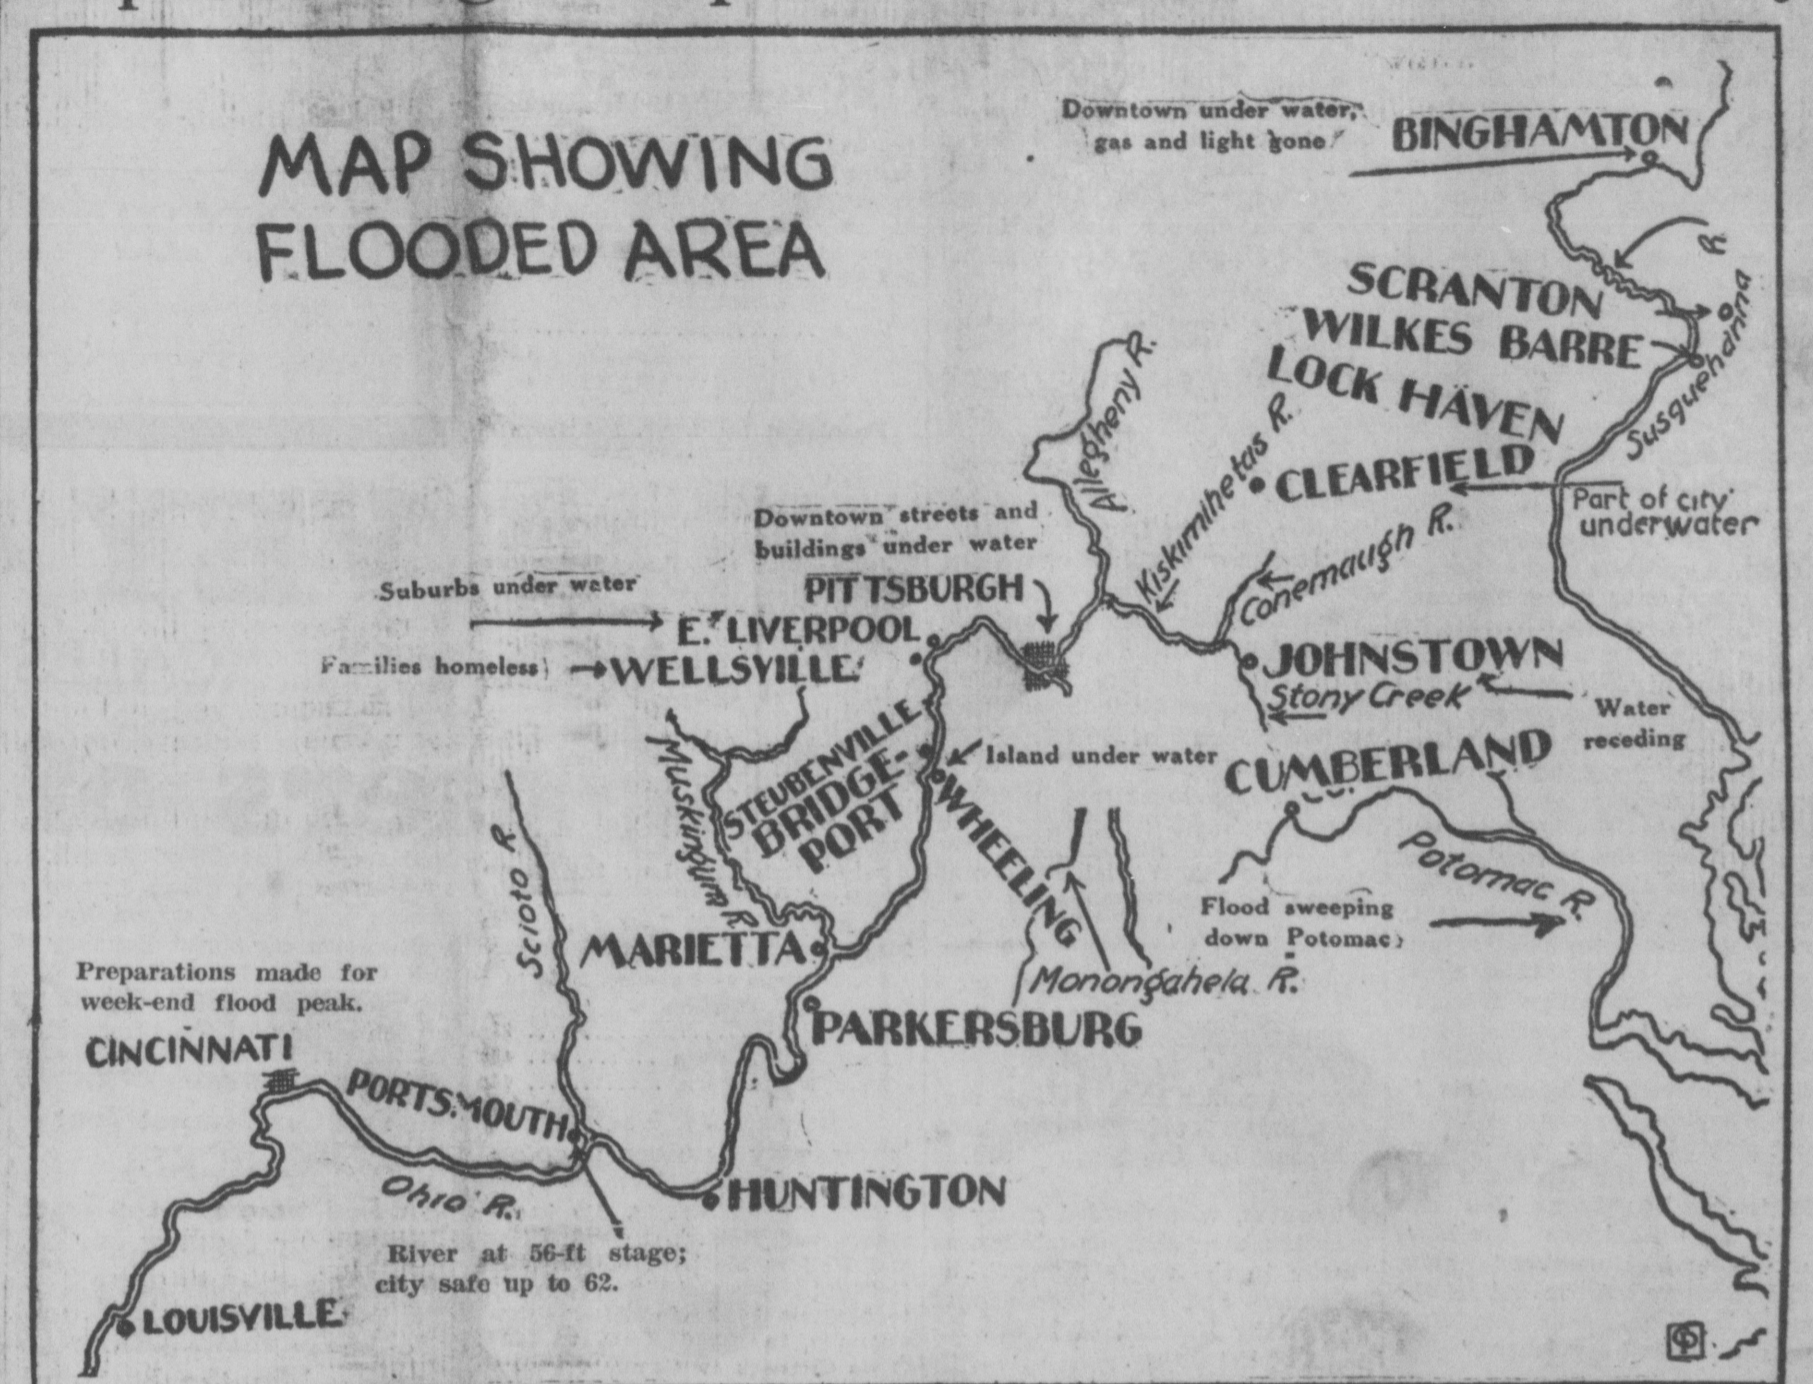 MAP SHOWING
FLOODED AREA
Downtown under water,
gas and light gone
BINGHAMTON
R
Susquehanna
SCRANTON
WILKES BARRE
LOCK HAVEN
CLEARFIELD
Part of city
underwater
Allegheny R.
Kiskimihetas R.
Conemaugh R.
Downtown streets and
buildings under water
PITTSBURGH
Suburbs under water
E. LIVERPOOL
Families homeless
WELLSVILLE
JOHNSTOWN
Stony Creek
Water
receding
STEUBENVILLE
BRIDGE-
PORT
Island under water
CUMBERLAND
WHEELING
Muskingum R.
Scioto R.
Potomac R.
Flood sweeping
down Potomac
MARIETTA
Monongahela R.
Preparations made for
week-end flood peak.
PARKERSBURG
CINCINNATI
PORTSMOUTH
Ohio R.
HUNTINGTON
River at 56-ft stage;
city safe up to 62.
LOUISVILLE